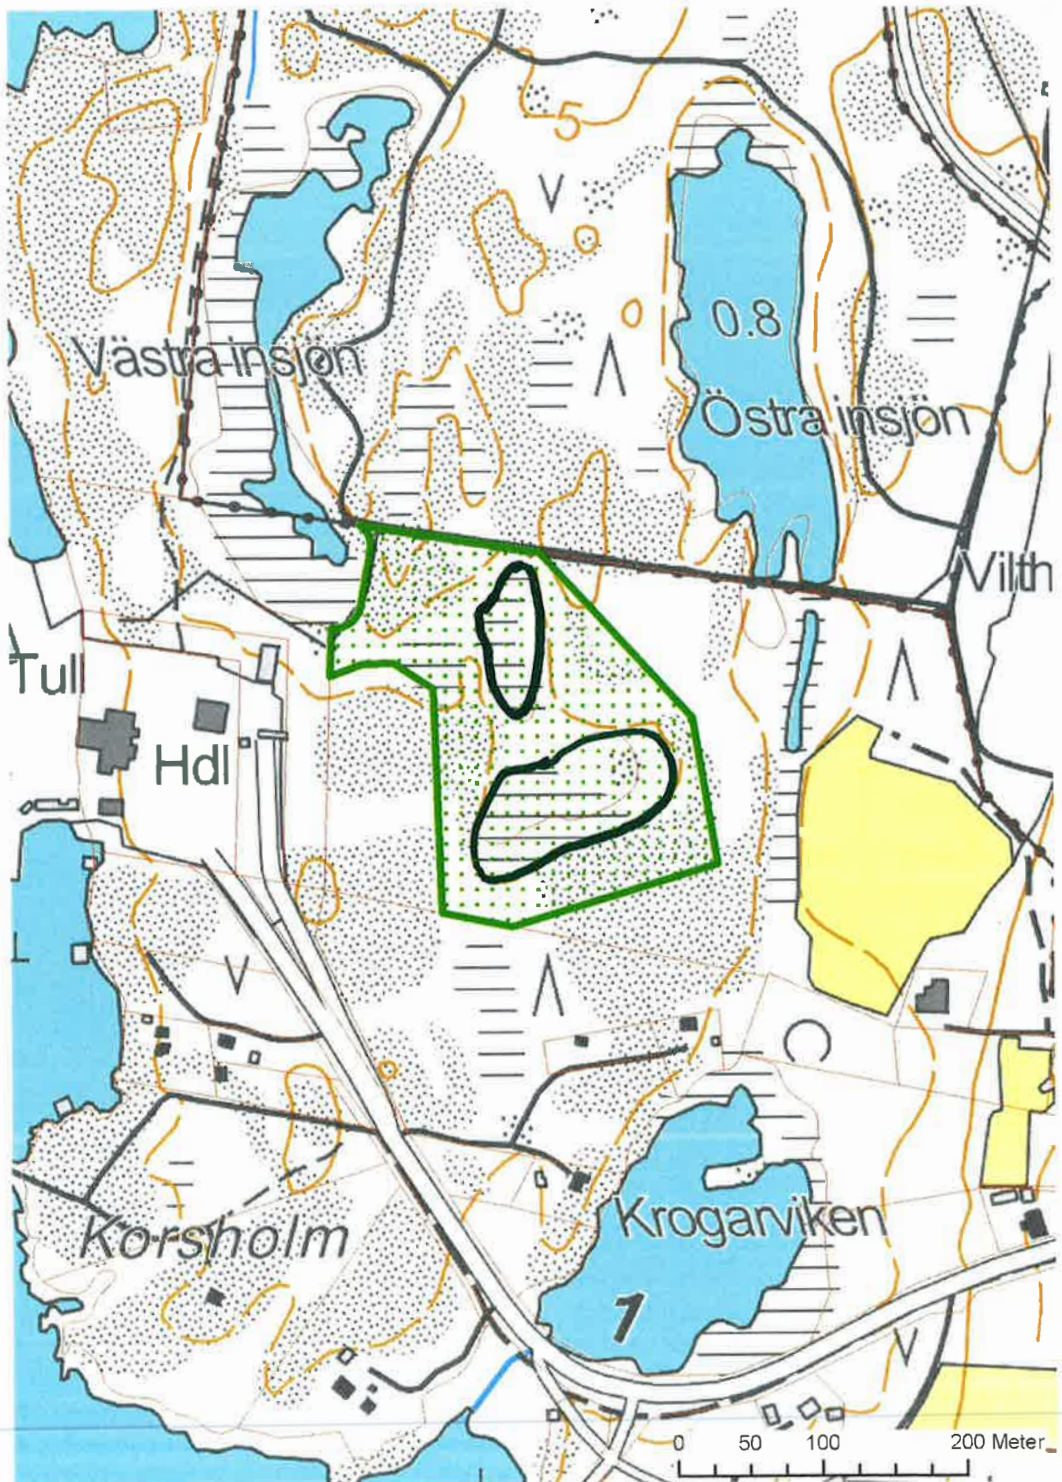 5
0.8
Västra insjön
Östra insjön
Vilth
Tull
Hdl
Krogarviken
Korsholm
1
0 50 100 200 Meter